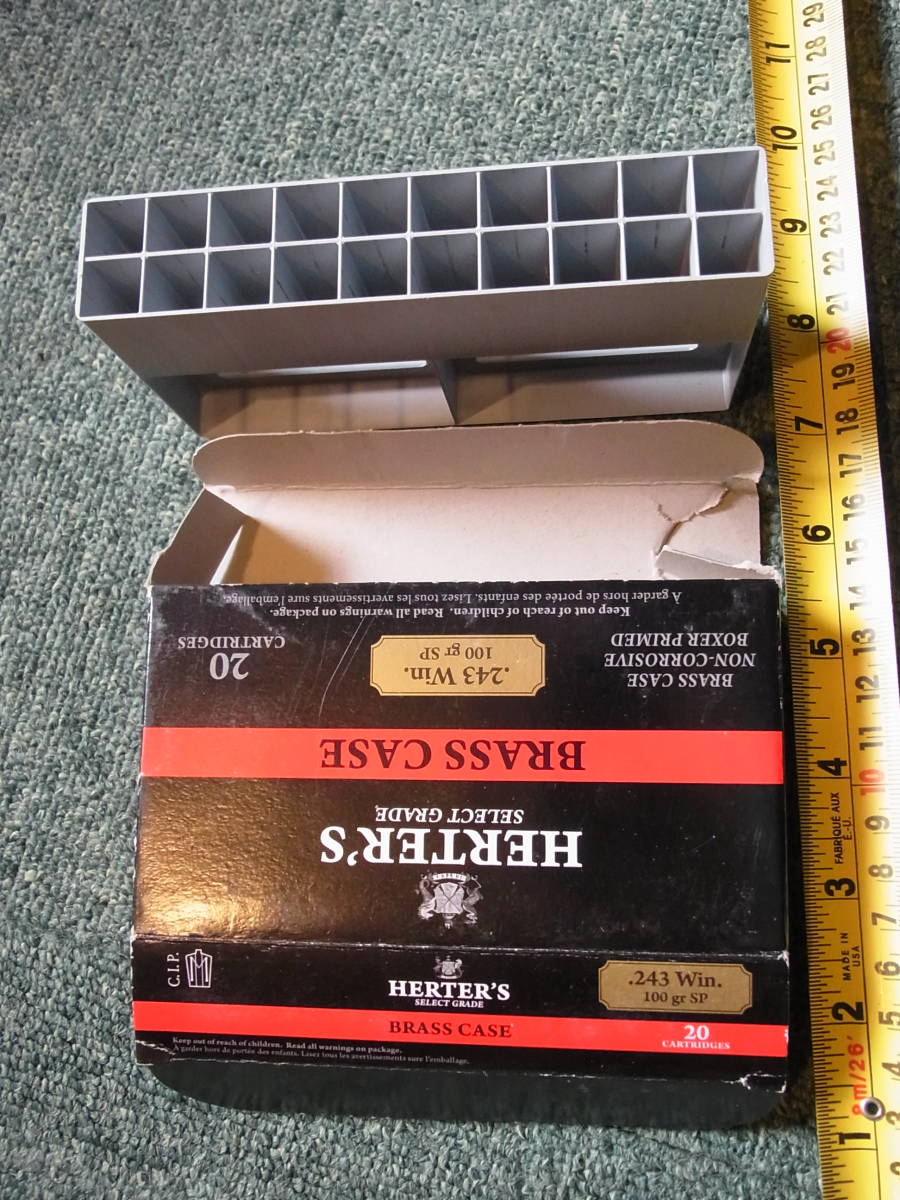 Keep out of reach of children. Read all warnings on package.
À garder hors de portée des enfants. Lisez tous les avertissements sure l'emballage.
20
CARTRIDGES
.243 Win.
100 gr SP
BRASS CASE
NON-CORROSIVE
BOXER PRIMED
BRASS CASE
HERTER'S
SELECT GRADE
C.I.P.
HERTER'S
SELECT GRADE
.243 Win.
100 gr SP
BRASS CASE
20
CARTRIDGES
Keep out of reach of children. Read all warnings on package.
À garder hors de portée des enfants. Lisez tous les avertissements sure l'emballage.
11
10
9
8
7
6
5
4
3
2
1
29
28
27
26
25
24
23
22
21
20
19
18
17
16
15
14
13
12
11
10
9
8
7
6
5
4
3
8m/26'
FABRIQUÉ AUX
É.-U.
MADE IN
USA